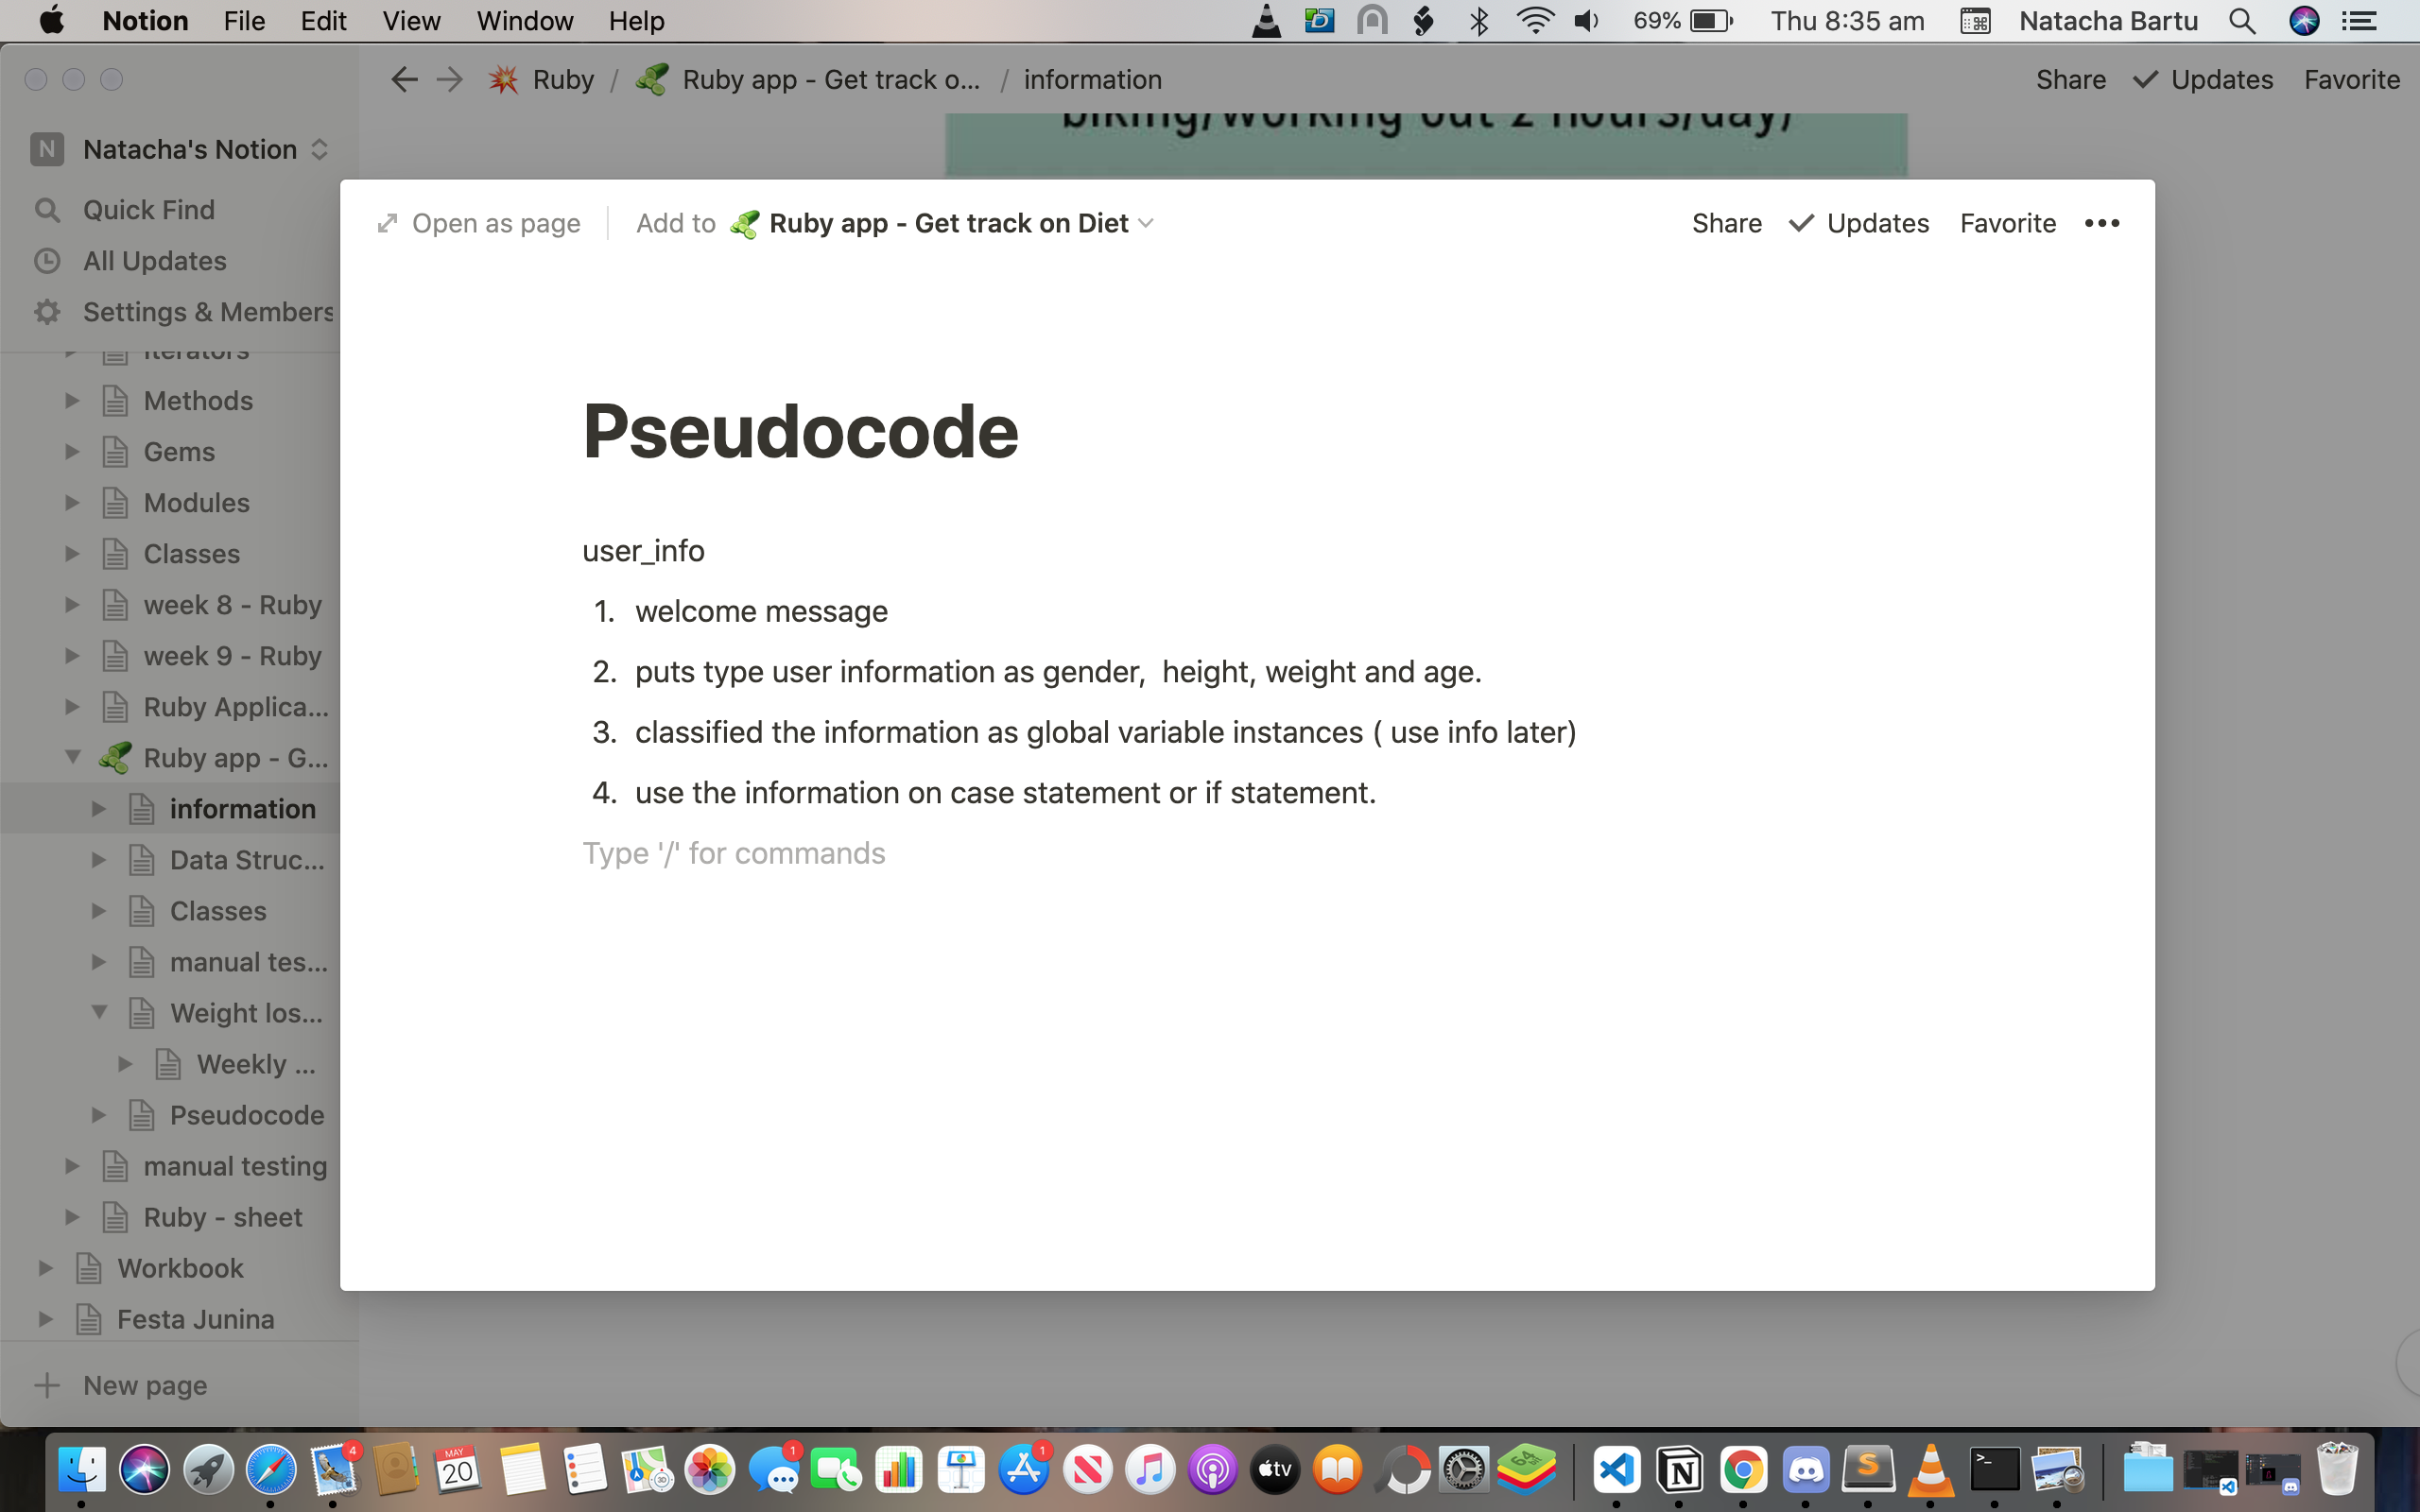 Notion File Edit View Window Help 69% Thu 8:35 am Natacha Bartu
Ruby / Ruby app - Get track o... / information Share Updates Favorite
biking/working out 2 hours/day)
N Natacha's Notion
Quick Find
All Updates
Settings & Members
Iterators
Methods
Gems
Modules
Classes
week 8 - Ruby
week 9 - Ruby
Ruby Applica...
Ruby app - G...
information
Data Struc...
Classes
manual tes...
Weight los...
Weekly ...
Pseudocode
manual testing
Ruby - sheet
Workbook
Festa Junina
New page
Open as page Add to Ruby app - Get track on Diet Share Updates Favorite
Pseudocode
user_info
1. welcome message
2. puts type user information as gender,  height, weight and age.
3. classified the information as global variable instances ( use info later)
4. use the information on case statement or if statement.
Type '/' for commands
4
MAY
20
3D
1
1
tv
64
S